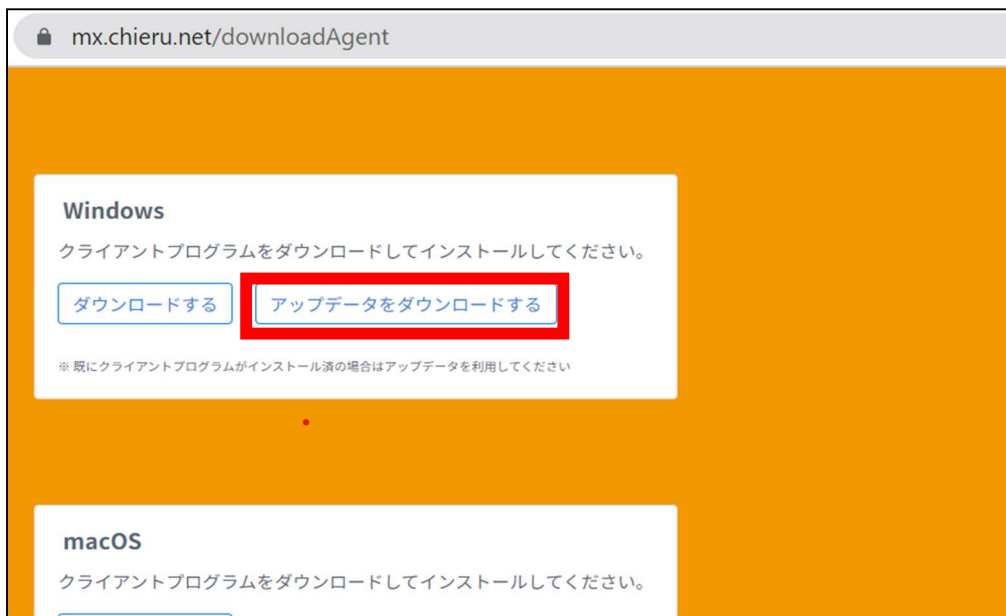 mx.chieru.net/downloadAgent
Windows
クライアントプログラムをダウンロードしてインストールしてください。
ダウンロードする アップデータをダウンロードする
※ 既にクライアントプログラムがインストール済の場合はアップデータを利用してください
macOS
クライアントプログラムをダウンロードしてインストールしてください。